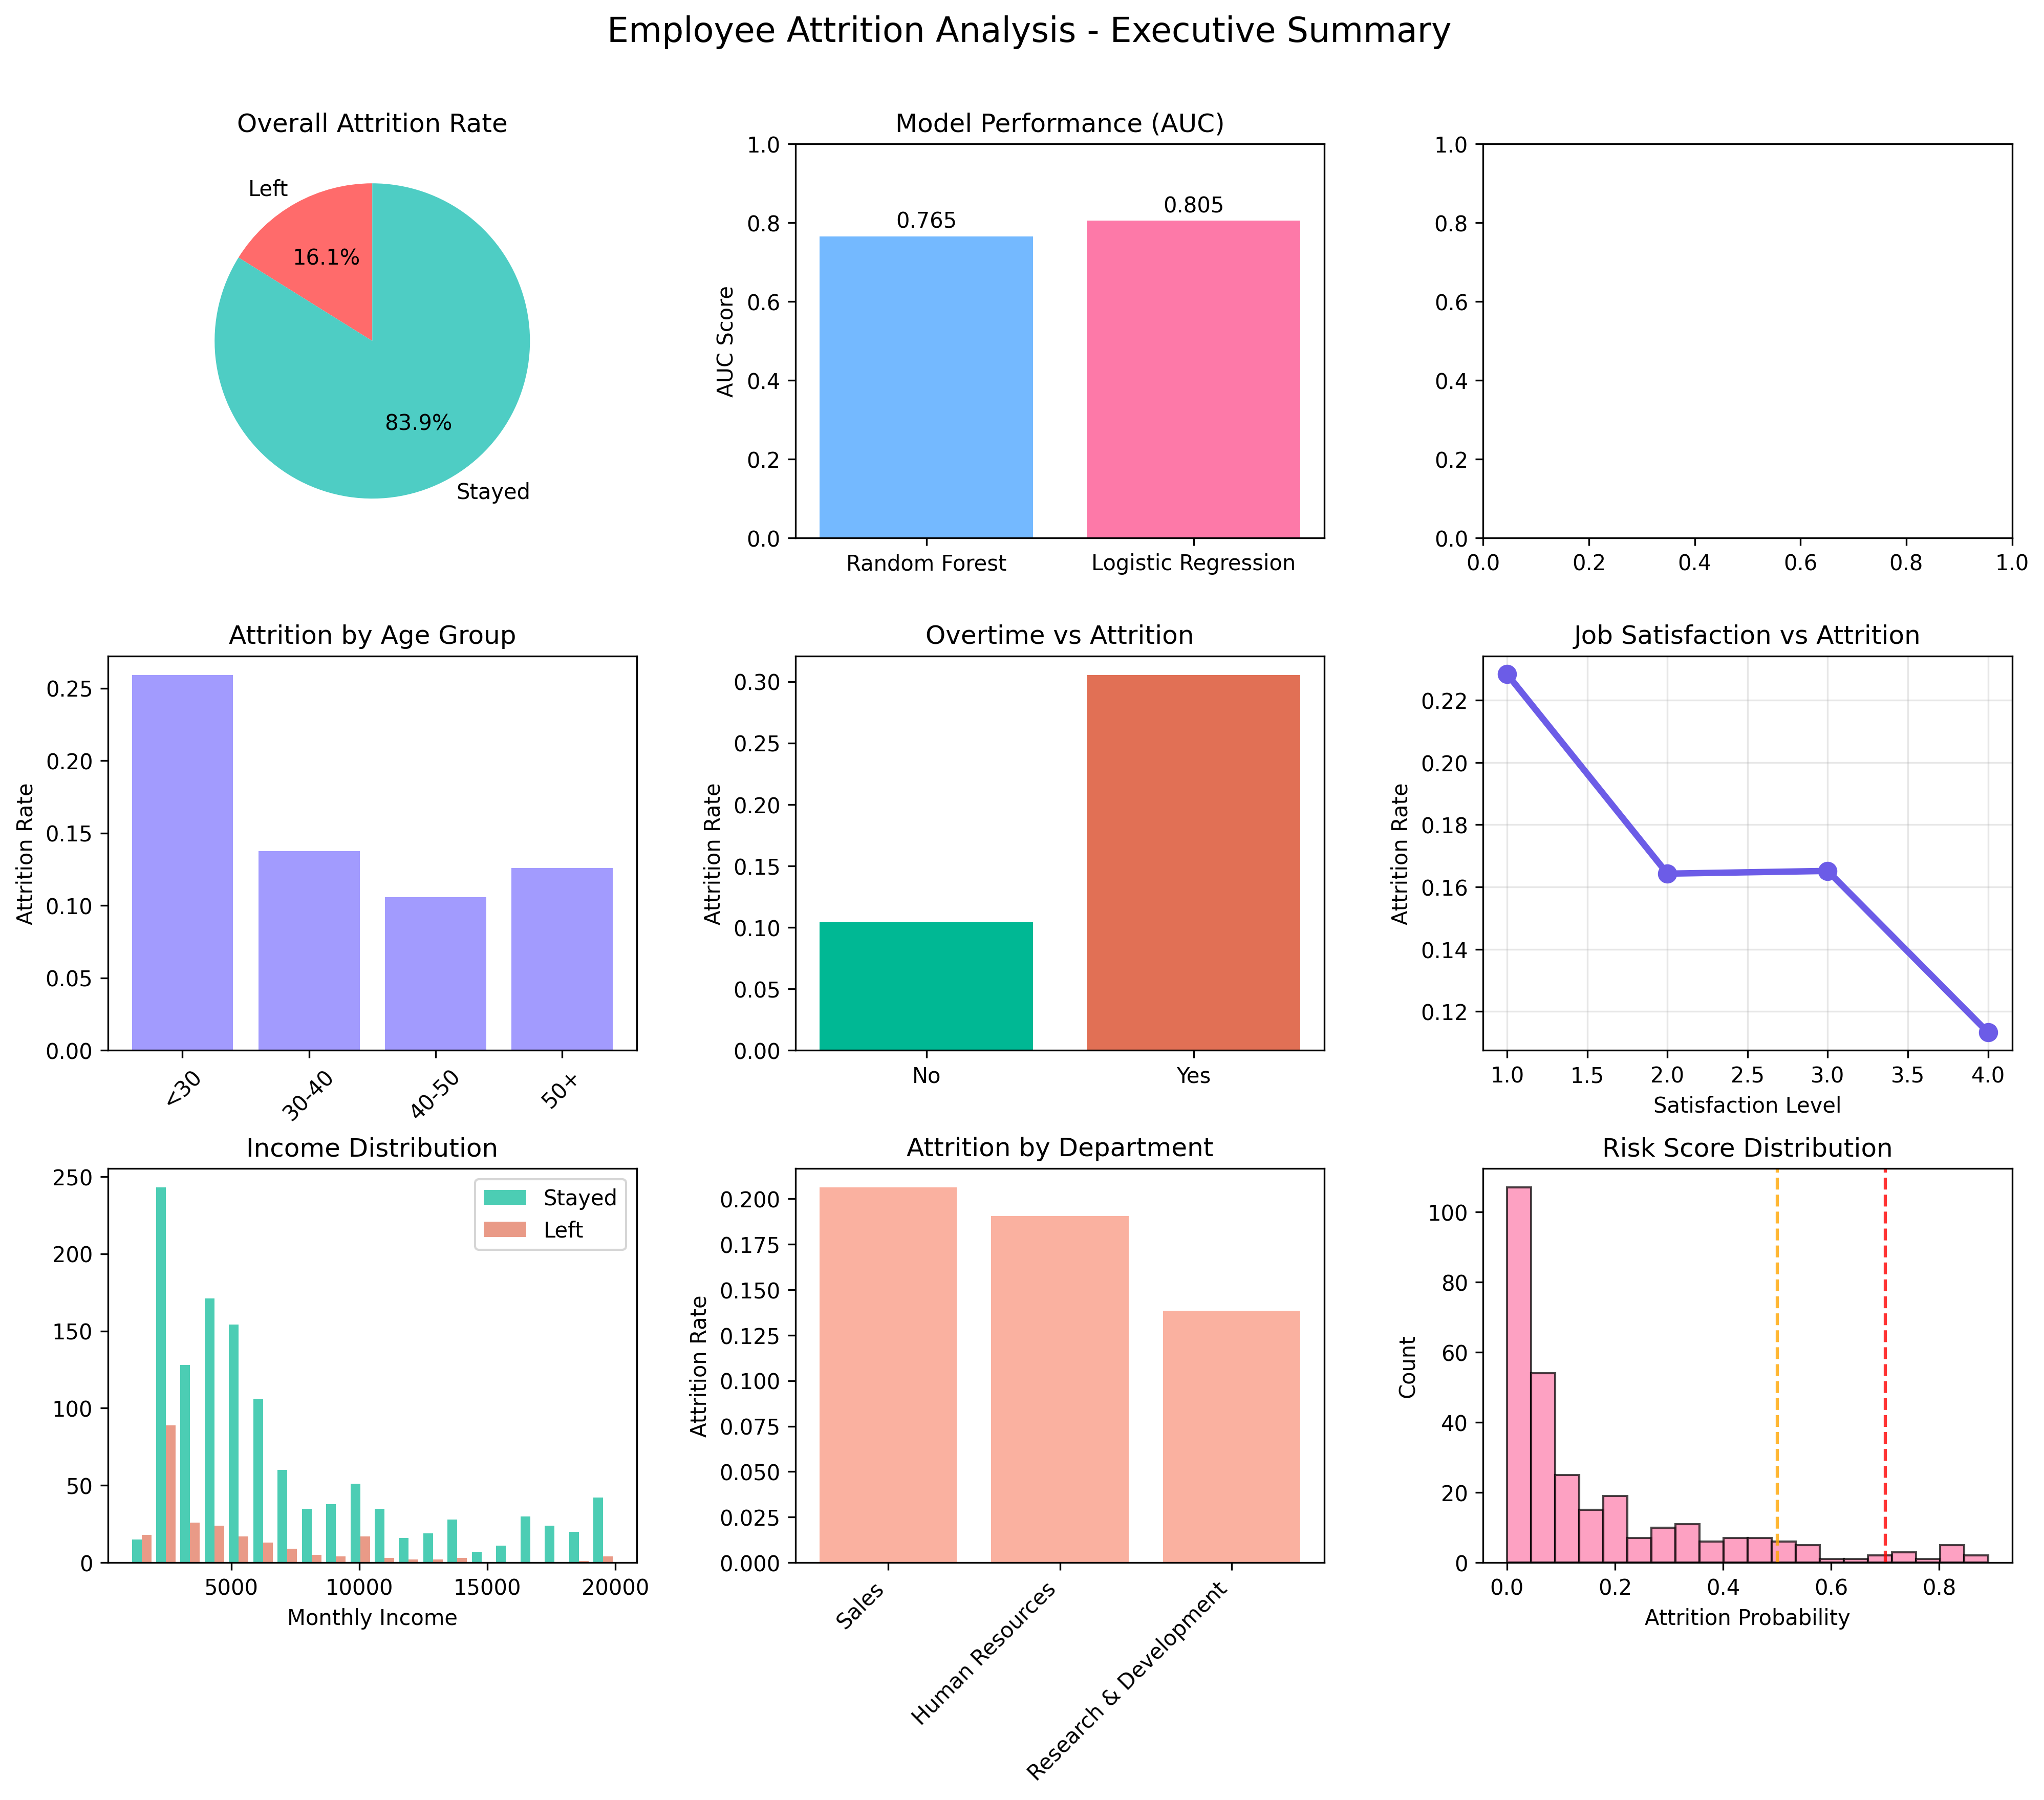 Employee Attrition Analysis - Executive Summary
Overall Attrition Rate
Left
16.1%
83.9%
Stayed
Model Performance (AUC)
AUC Score
1.0
0.8
0.6
0.4
0.2
0.0
0.765
0.805
Random Forest
Logistic Regression
1.0
0.8
0.6
0.4
0.2
0.0
0.0 0.2 0.4 0.6 0.8 1.0
Attrition by Age Group
Attrition Rate
0.25
0.20
0.15
0.10
0.05
0.00
<30
30-40
40-50
50+
Overtime vs Attrition
Attrition Rate
0.30
0.25
0.20
0.15
0.10
0.05
0.00
No
Yes
Job Satisfaction vs Attrition
Attrition Rate
0.22
0.20
0.18
0.16
0.14
0.12
1.0 1.5 2.0 2.5 3.0 3.5 4.0
Satisfaction Level
Income Distribution
250
200
150
100
50
0
Stayed
Left
5000 10000 15000 20000
Monthly Income
Attrition by Department
Attrition Rate
0.200
0.175
0.150
0.125
0.100
0.075
0.050
0.025
0.000
Sales
Human Resources
Research & Development
Risk Score Distribution
Count
100
80
60
40
20
0
0.0 0.2 0.4 0.6 0.8
Attrition Probability